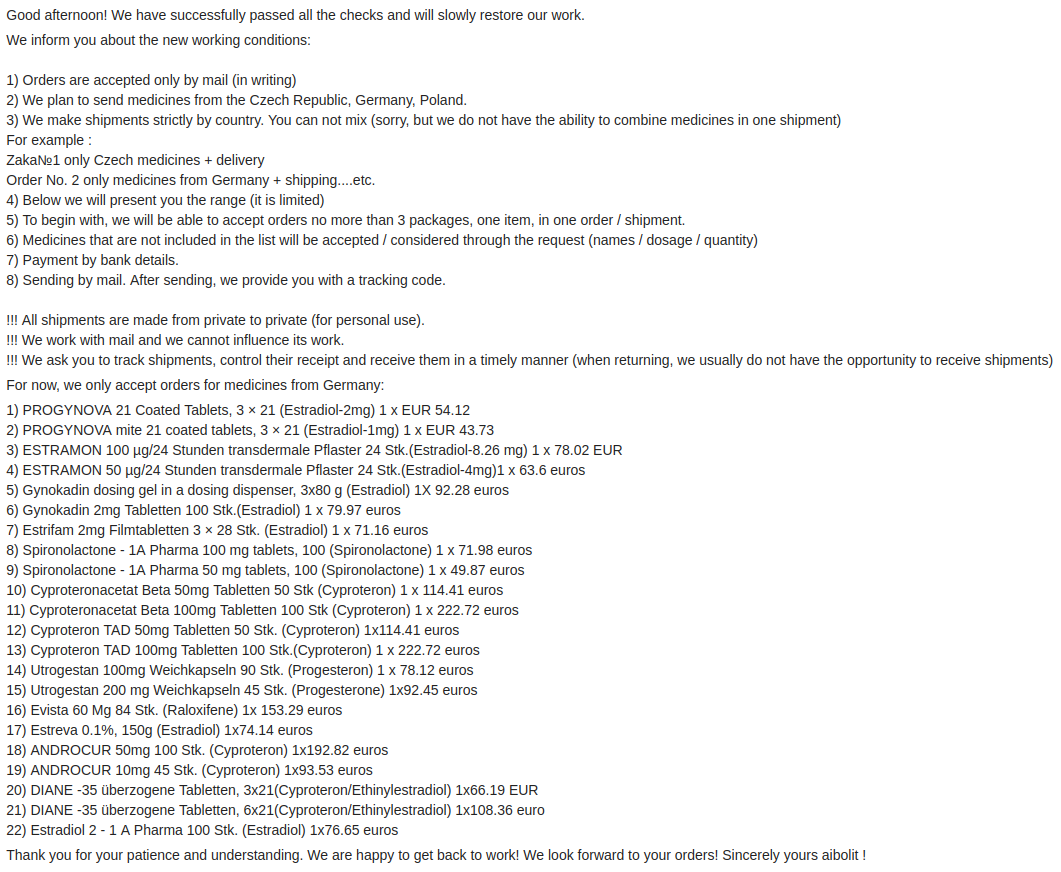 Good afternoon! We have successfully passed all the checks and will slowly restore our work.
We inform you about the new working conditions:
1) Orders are accepted only by mail (in writing)
2) We plan to send medicines from the Czech Republic, Germany, Poland.
3) We make shipments strictly by country. You can not mix (sorry, but we do not have the ability to combine medicines in one shipment)
For example :
Zaka№1 only Czech medicines + delivery
Order No. 2 only medicines from Germany + shipping....etc.
4) Below we will present you the range (it is limited)
5) To begin with, we will be able to accept orders no more than 3 packages, one item, in one order / shipment.
6) Medicines that are not included in the list will be accepted / considered through the request (names / dosage / quantity)
7) Payment by bank details.
8) Sending by mail. After sending, we provide you with a tracking code.
!!! All shipments are made from private to private (for personal use).
!!! We work with mail and we cannot influence its work.
!!! We ask you to track shipments, control their receipt and receive them in a timely manner (when returning, we usually do not have the opportunity to receive shipments)
For now, we only accept orders for medicines from Germany:
1) PROGYNOVA 21 Coated Tablets, 3 × 21 (Estradiol-2mg) 1 x EUR 54.12
2) PROGYNOVA mite 21 coated tablets, 3 × 21 (Estradiol-1mg) 1 x EUR 43.73
3) ESTRAMON 100 µg/24 Stunden transdermale Pflaster 24 Stk.(Estradiol-8.26 mg) 1 x 78.02 EUR
4) ESTRAMON 50 µg/24 Stunden transdermale Pflaster 24 Stk.(Estradiol-4mg)1 x 63.6 euros
5) Gynokadin dosing gel in a dosing dispenser, 3x80 g (Estradiol) 1X 92.28 euros
6) Gynokadin 2mg Tabletten 100 Stk.(Estradiol) 1 x 79.97 euros
7) Estrifam 2mg Filmtabletten 3 × 28 Stk. (Estradiol) 1 x 71.16 euros
8) Spironolactone - 1A Pharma 100 mg tablets, 100 (Spironolactone) 1 x 71.98 euros
9) Spironolactone - 1A Pharma 50 mg tablets, 100 (Spironolactone) 1 x 49.87 euros
10) Cyproteronacetat Beta 50mg Tabletten 50 Stk (Cyproteron) 1 x 114.41 euros
11) Cyproteronacetat Beta 100mg Tabletten 100 Stk (Cyproteron) 1 x 222.72 euros
12) Cyproteron TAD 50mg Tabletten 50 Stk. (Cyproteron) 1x114.41 euros
13) Cyproteron TAD 100mg Tabletten 100 Stk.(Cyproteron) 1 x 222.72 euros
14) Utrogestan 100mg Weichkapseln 90 Stk. (Progesteron) 1 x 78.12 euros
15) Utrogestan 200 mg Weichkapseln 45 Stk. (Progesterone) 1x92.45 euros
16) Evista 60 Mg 84 Stk. (Raloxifene) 1x 153.29 euros
17) Estreva 0.1%, 150g (Estradiol) 1x74.14 euros
18) ANDROCUR 50mg 100 Stk. (Cyproteron) 1x192.82 euros
19) ANDROCUR 10mg 45 Stk. (Cyproteron) 1x93.53 euros
20) DIANE -35 überzogene Tabletten, 3x21(Cyproteron/Ethinylestradiol) 1x66.19 EUR
21) DIANE -35 überzogene Tabletten, 6x21(Cyproteron/Ethinylestradiol) 1x108.36 euro
22) Estradiol 2 - 1 A Pharma 100 Stk. (Estradiol) 1x76.65 euros
Thank you for your patience and understanding. We are happy to get back to work! We look forward to your orders! Sincerely yours aibolit !